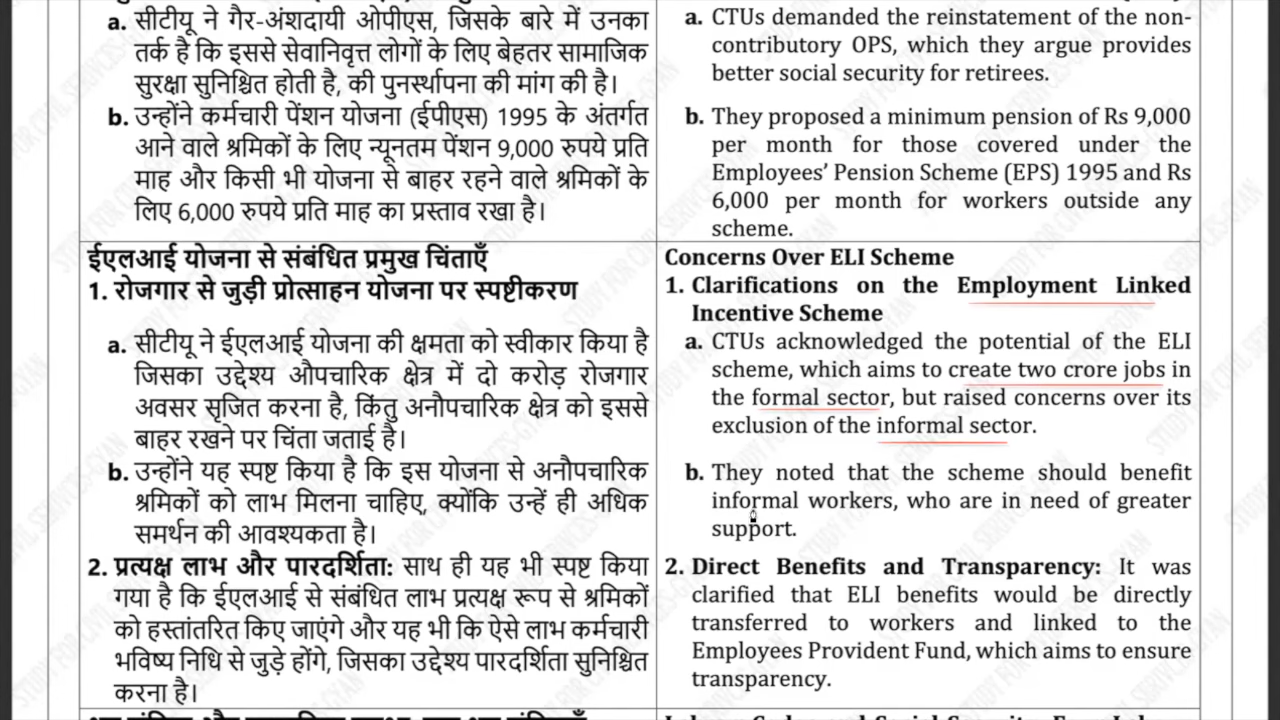 a. सीटीयू ने गैर-अंशदायी ओपीएस, जिसके बारे में उनका
तर्क है कि इससे सेवानिवृत्त लोगों के लिए बेहतर सामाजिक
सुरक्षा सुनिश्चित होती है, की पुनर्स्थापना की मांग की है।
b. उन्होंने कर्मचारी पेंशन योजना (ईपीएस) 1995 के अंतर्गत
आने वाले श्रमिकों के लिए न्यूनतम पेंशन 9,000 रुपये प्रति
माह और किसी भी योजना से बाहर रहने वाले श्रमिकों के
लिए 6,000 रुपये प्रति माह का प्रस्ताव रखा है।
ईएलआई योजना से संबंधित प्रमुख चिंताएँ
1. रोजगार से जुड़ी प्रोत्साहन योजना पर स्पष्टीकरण
a. सीटीयू ने ईएलआई योजना की क्षमता को स्वीकार किया है
जिसका उद्देश्य औपचारिक क्षेत्र में दो करोड़ रोजगार
अवसर सृजित करना है, किंतु अनौपचारिक क्षेत्र को इससे
बाहर रखने पर चिंता जताई है।
b. उन्होंने यह स्पष्ट किया है कि इस योजना से अनौपचारिक
श्रमिकों को लाभ मिलना चाहिए, क्योंकि उन्हें ही अधिक
समर्थन की आवश्यकता है।
2. प्रत्यक्ष लाभ और पारदर्शिता: साथ ही यह भी स्पष्ट किया
गया है कि ईएलआई से संबंधित लाभ प्रत्यक्ष रूप से श्रमिकों
को हस्तांतरित किए जाएंगे और यह भी कि ऐसे लाभ कर्मचारी
भविष्य निधि से जुड़े होंगे, जिसका उद्देश्य पारदर्शिता सुनिश्चित
करना है।
a. CTUs demanded the reinstatement of the non-
contributory OPS, which they argue provides
better social security for retirees.
b. They proposed a minimum pension of Rs 9,000
per month for those covered under the
Employees’ Pension Scheme (EPS) 1995 and Rs
6,000 per month for workers outside any
scheme.
Concerns Over ELI Scheme
1. Clarifications on the Employment Linked
Incentive Scheme
a. CTUs acknowledged the potential of the ELI
scheme, which aims to create two crore jobs in
the formal sector, but raised concerns over its
exclusion of the informal sector.
b. They noted that the scheme should benefit
informal workers, who are in need of greater
support.
2. Direct Benefits and Transparency: It was
clarified that ELI benefits would be directly
transferred to workers and linked to the
Employees Provident Fund, which aims to ensure
transparency.